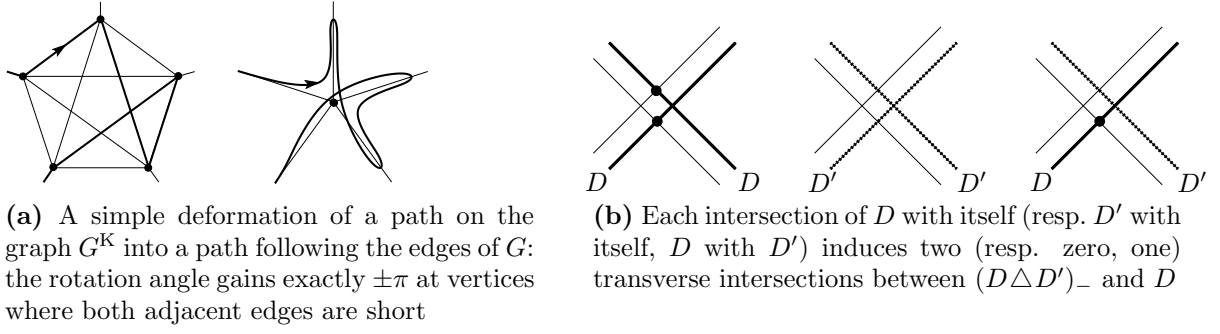 D D D′ D′ D D′
(a) A simple deformation of a path on the
graph Gᴷ into a path following the edges of G:
the rotation angle gains exactly ±π at vertices
where both adjacent edges are short
(b) Each intersection of D with itself (resp. D′ with
itself, D with D′) induces two (resp. zero, one)
transverse intersections between (D△D′)₋ and D